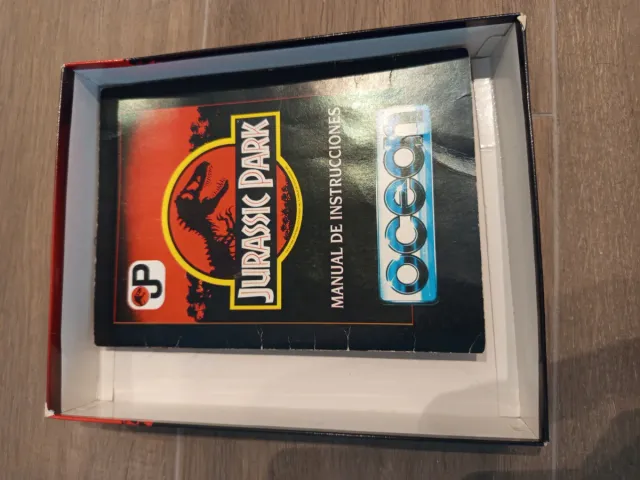 JP
JURASSIC PARK
MANUAL DE INSTRUCCIONES
ocean